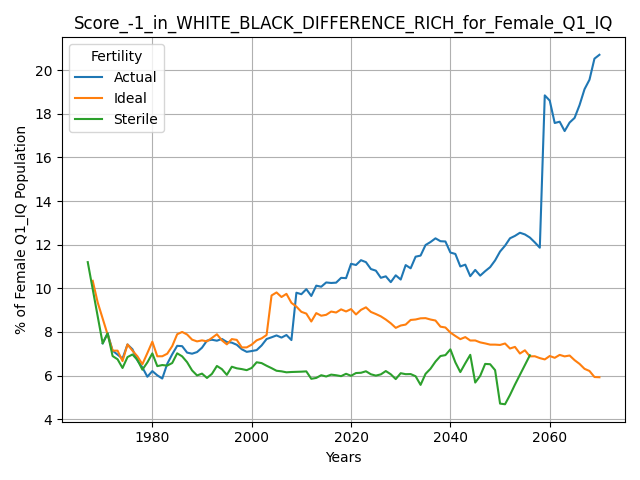 Score_-1_in_WHITE_BLACK_DIFFERENCE_RICH_for_Female_Q1_IQ
Fertility
Actual
Ideal
Sterile
% of Female Q1_IQ Population
20
18
16
14
12
10
8
6
4
1980
2000
2020
2040
2060
Years